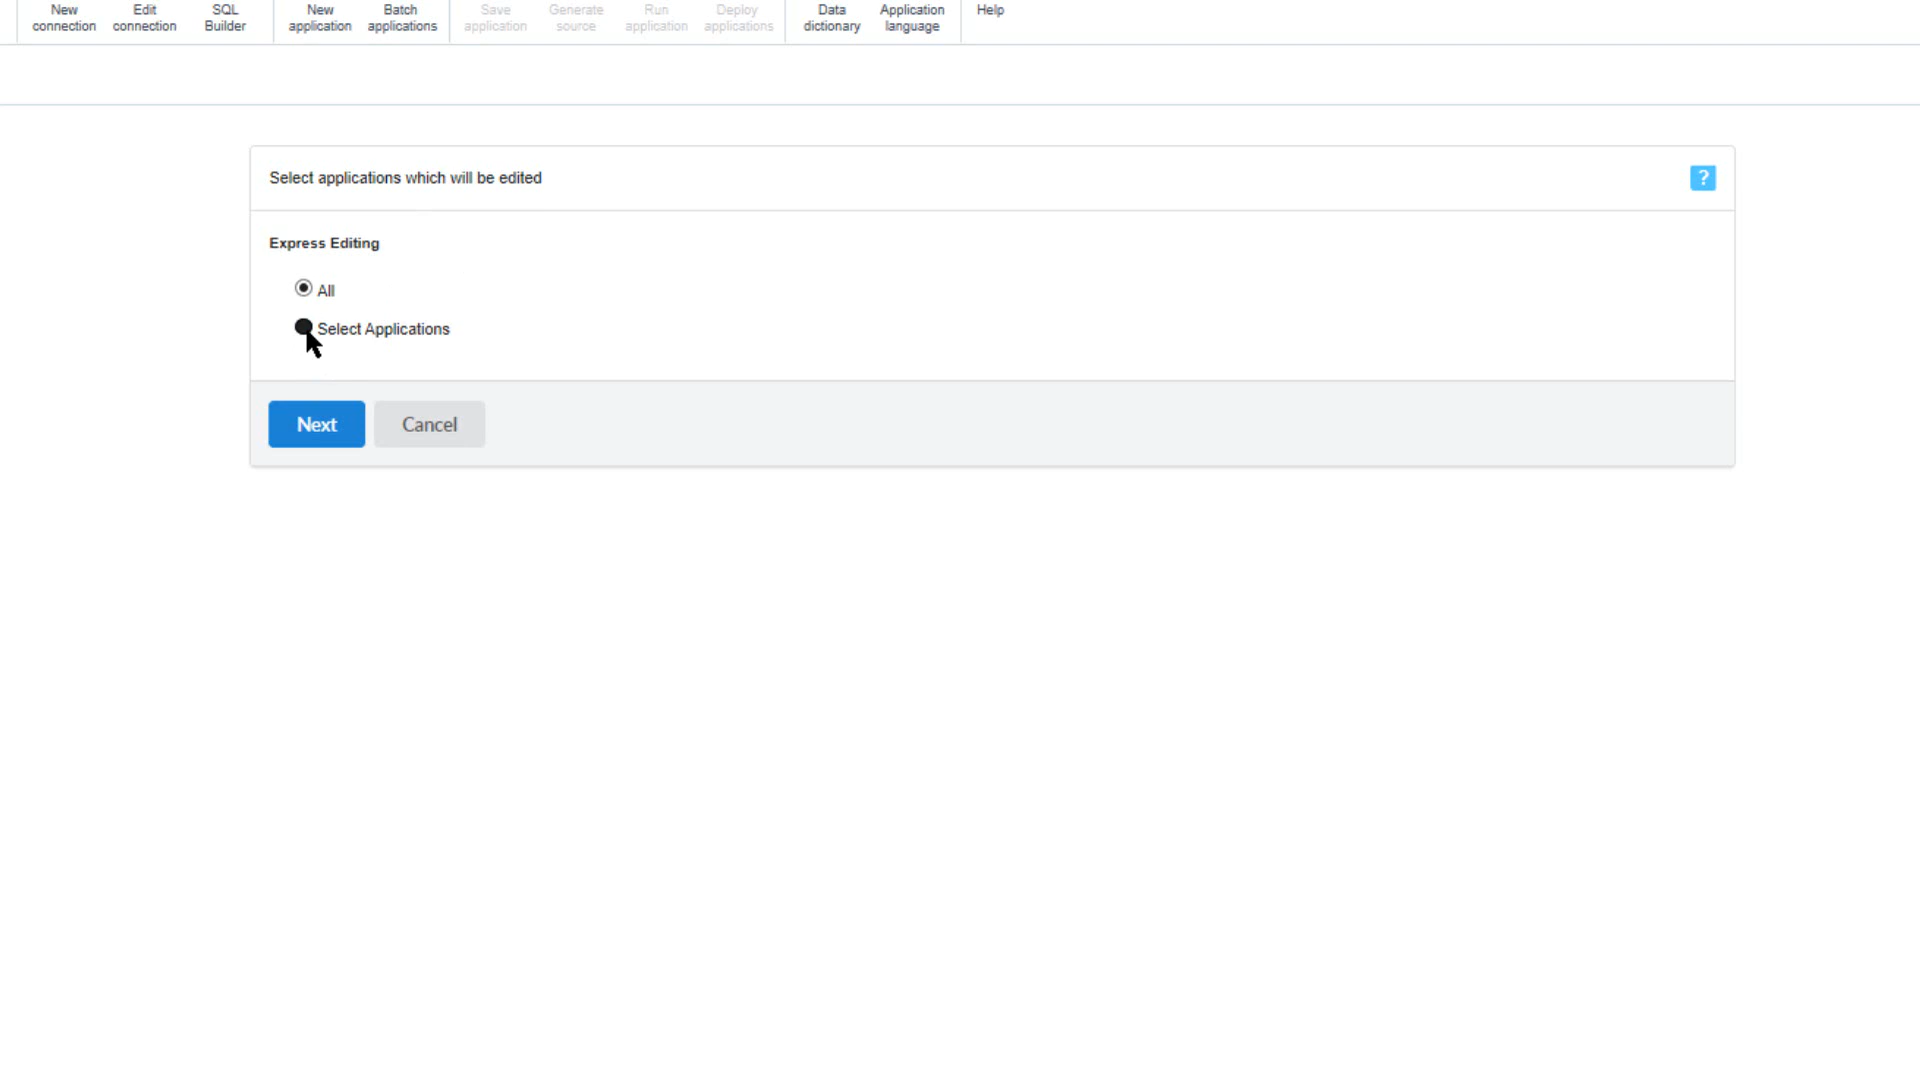 New connection
Edit connection
SQL Builder
New application
Batch applications
Save application
Generate source
Run application
Deploy applications
Data dictionary
Application language
Help
Select applications which will be edited
?
Express Editing
All
Select Applications
Next
Cancel